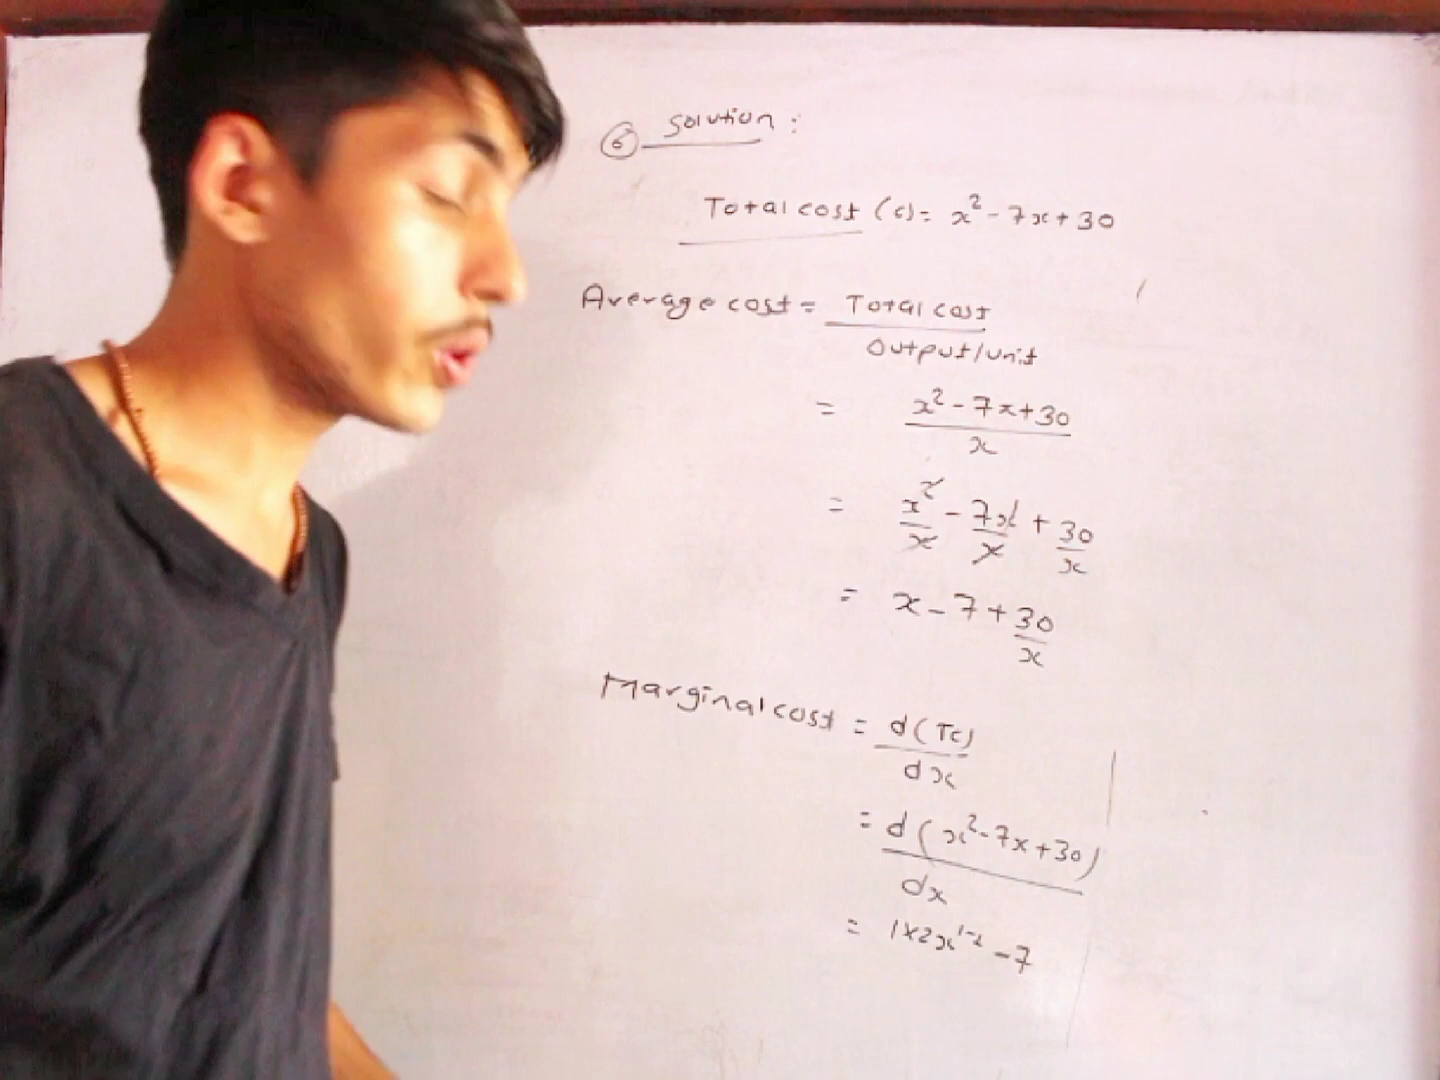 6 Solution:
Total cost (c) = x² - 7x + 30
Average cost = Total cost
Output/unit
= x² - 7x + 30
x
= x²/x - 7x/x + 30/x
= x - 7 + 30/x
Marginal cost = d(TC)
dx
= d(x² - 7x + 30)
dx
= 1×2x - 7